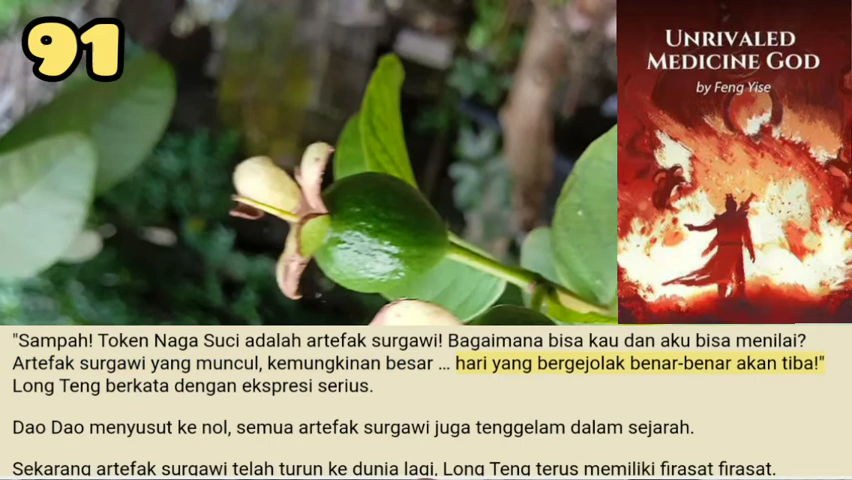 91
UNRIVALED
MEDICINE GOD
by Feng Yise
"Sampah! Token Naga Suci adalah artefak surgawi! Bagaimana bisa kau dan aku bisa menilai?
Artefak surgawi yang muncul, kemungkinan besar ... hari yang bergejolak benar-benar akan tiba!"
Long Teng berkata dengan ekspresi serius.
Dao Dao menyusut ke nol, semua artefak surgawi juga tenggelam dalam sejarah.
Sekarang artefak surgawi telah turun ke dunia lagi, Long Teng terus memiliki firasat firasat.